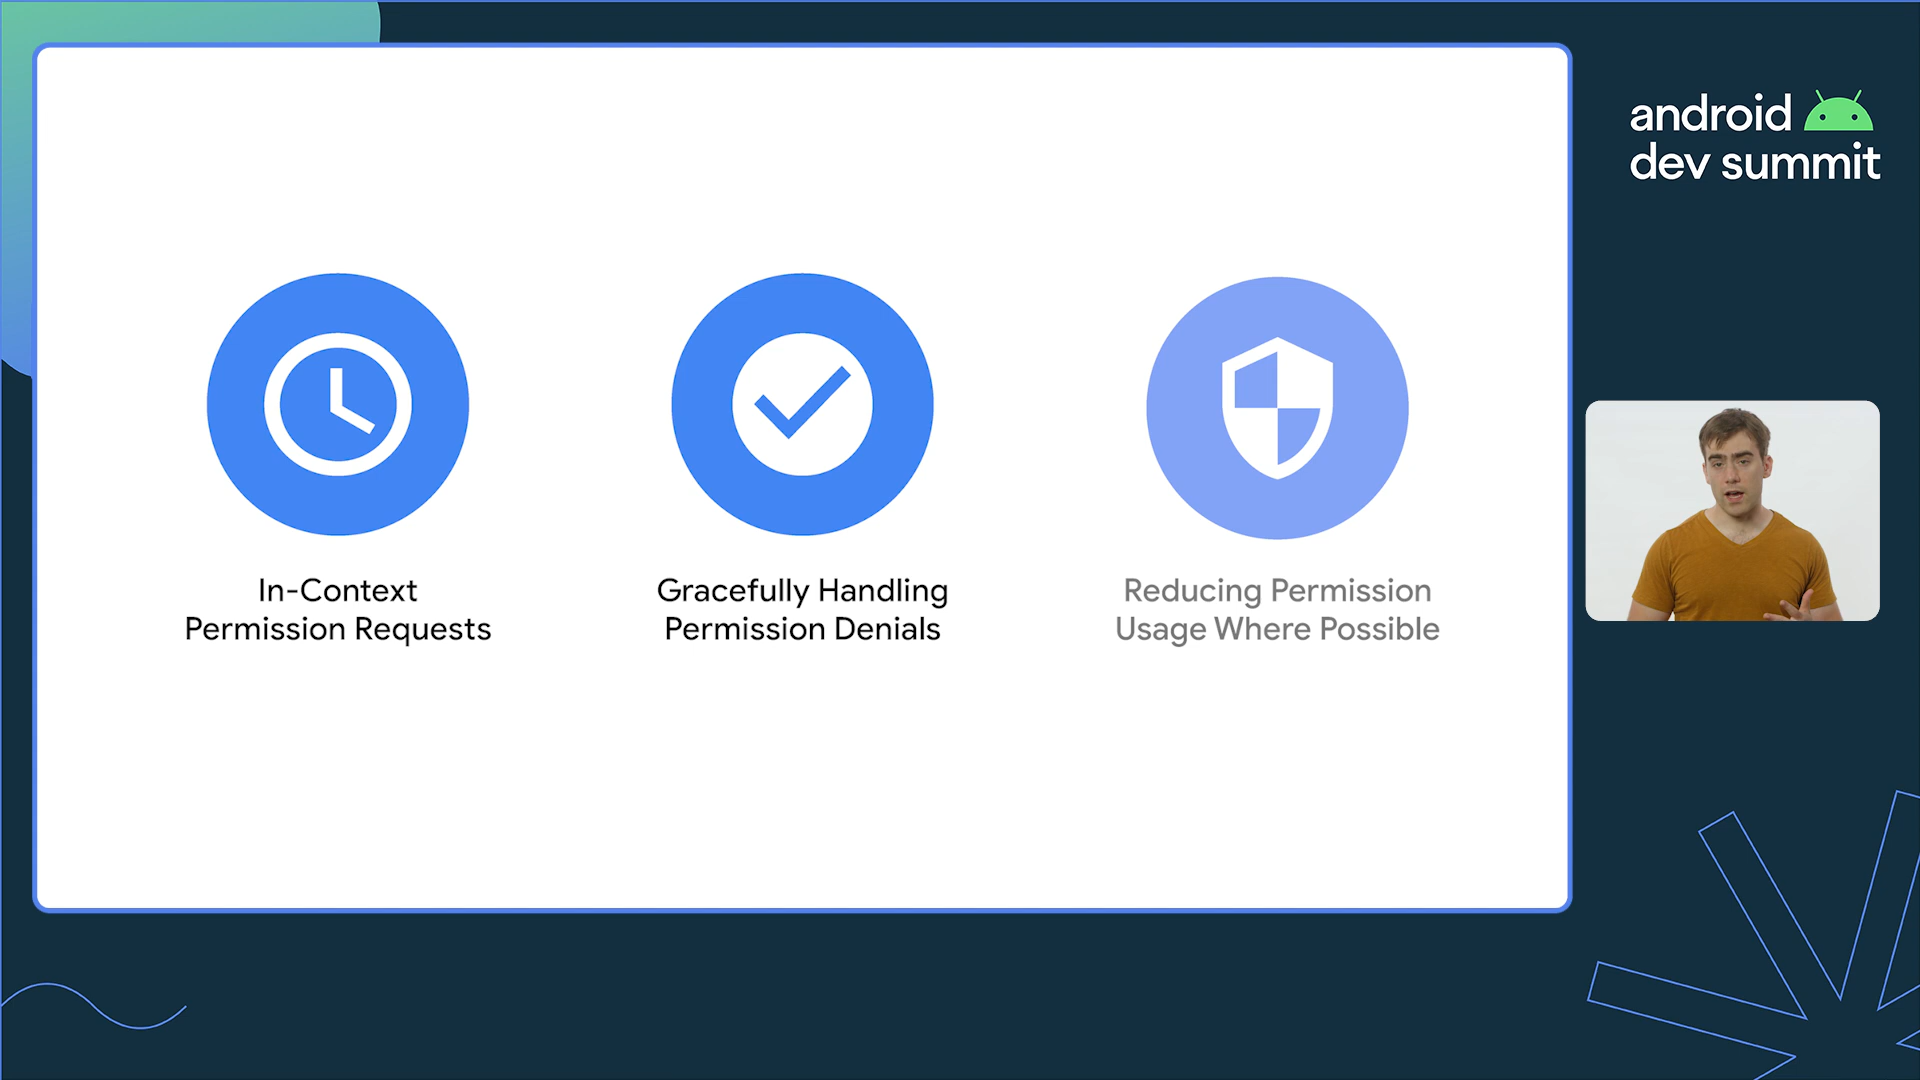 android
dev summit
In-Context
Permission Requests
Gracefully Handling
Permission Denials
Reducing Permission
Usage Where Possible